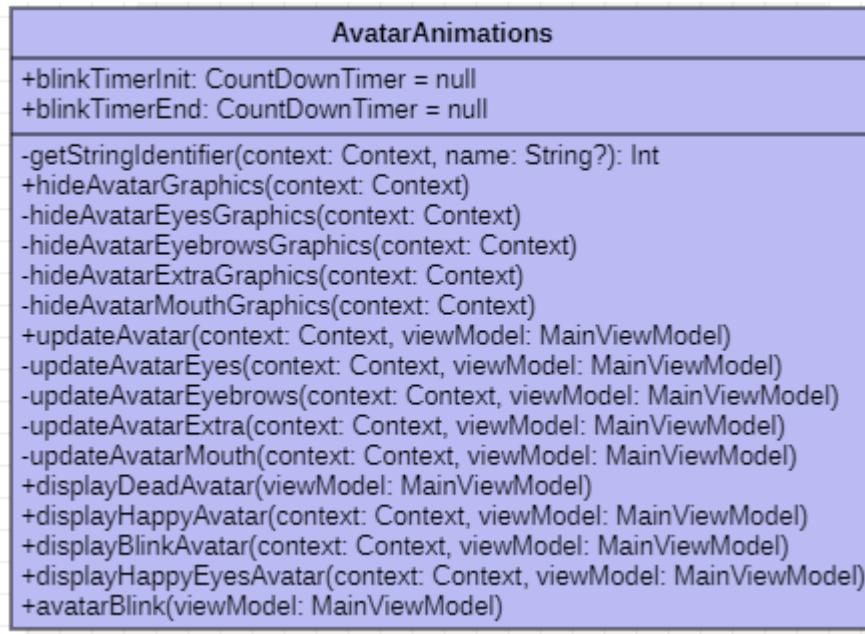 AvatarAnimations
+blinkTimerInit: CountDownTimer = null
+blinkTimerEnd: CountDownTimer = null
-getStringIdentifier(context: Context, name: String?): Int
+hideAvatarGraphics(context: Context)
-hideAvatarEyesGraphics(context: Context)
-hideAvatarEyebrowsGraphics(context: Context)
-hideAvatarExtraGraphics(context: Context)
-hideAvatarMouthGraphics(context: Context)
+updateAvatar(context: Context, viewModel: MainViewModel)
-updateAvatarEyes(context: Context, viewModel: MainViewModel)
-updateAvatarEyebrows(context: Context, viewModel: MainViewModel)
-updateAvatarExtra(context: Context, viewModel: MainViewModel)
-updateAvatarMouth(context: Context, viewModel: MainViewModel)
+displayDeadAvatar(viewModel: MainViewModel)
+displayHappyAvatar(context: Context, viewModel: MainViewModel)
+displayBlinkAvatar(context: Context, viewModel: MainViewModel)
+displayHappyEyesAvatar(context: Context, viewModel: MainViewModel)
+avatarBlink(viewModel: MainViewModel)